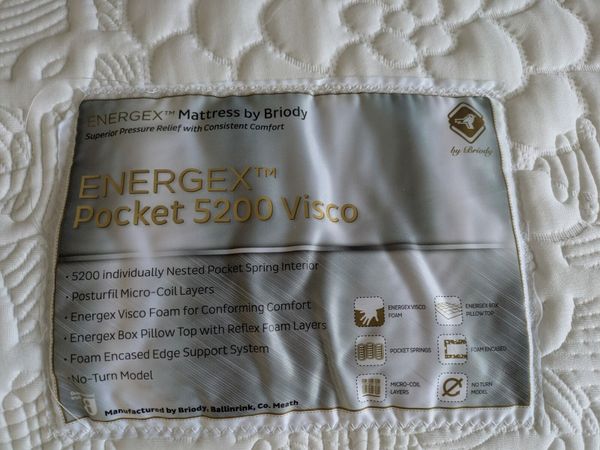 ENERGEX™ Mattress by Briody
Superior Pressure Relief with Consistent Comfort
by Briody
ENERGEX™
Pocket 5200 Visco
• 5200 individually Nested Pocket Spring Interior
• Posturfil Micro-Coil Layers
• Energex Visco Foam for Conforming Comfort
• Energex Box Pillow Top with Reflex Foam Layers
• Foam Encased Edge Support System
• No-Turn Model
ENERGEX VISCO
FOAM
ENERGEX BOX
PILLOW TOP
POCKET SPRINGS
FOAM ENCASED
MICRO-COIL
LAYERS
NO TURN
MODEL
Manufactured by Briody, Ballinrink, Co. Meath